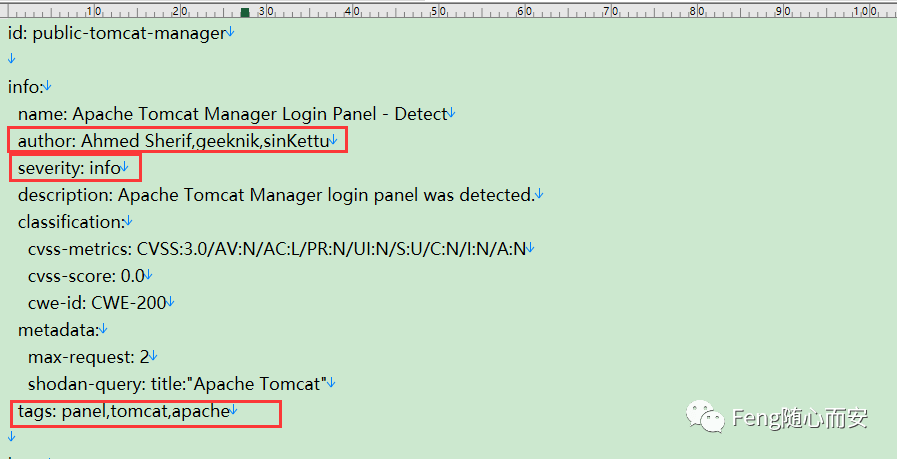 10 20 30 40 50 60 70 80 90 100
id: public-tomcat-manager↓
↓
info:↓
name: Apache Tomcat Manager Login Panel - Detect↓
author: Ahmed Sherif,geeknik,sinKettu↓
severity: info↓
description: Apache Tomcat Manager login panel was detected.↓
classification:↓
cvss-metrics: CVSS:3.0/AV:N/AC:L/PR:N/UI:N/S:U/C:N/I:N/A:N↓
cvss-score: 0.0↓
cwe-id: CWE-200↓
metadata:↓
max-request: 2↓
shodan-query: title:"Apache Tomcat"↓
tags: panel,tomcat,apache↓
↓
Feng随心而安